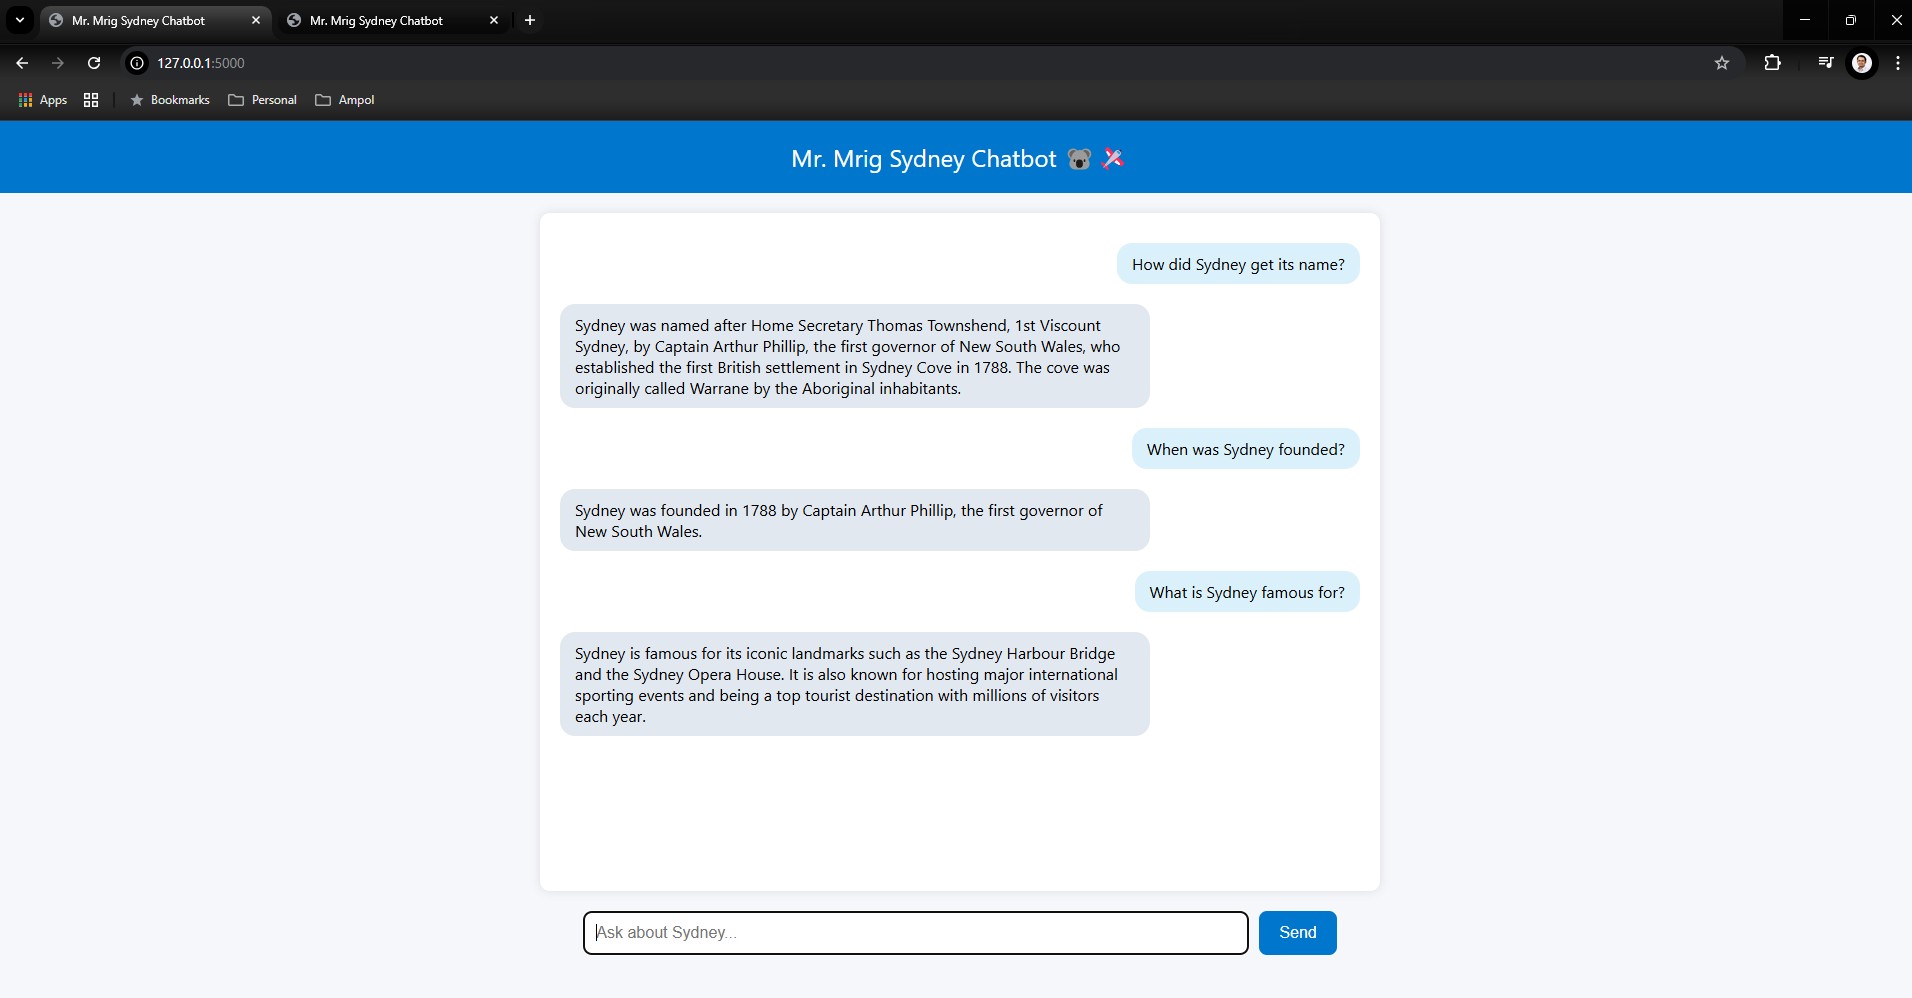 Mr. Mrig Sydney Chatbot
Mr. Mrig Sydney Chatbot
127.0.0.1:5000
Apps
Bookmarks
Personal
Ampol
Mr. Mrig Sydney Chatbot
How did Sydney get its name?
Sydney was named after Home Secretary Thomas Townshend, 1st Viscount
Sydney, by Captain Arthur Phillip, the first governor of New South Wales, who
established the first British settlement in Sydney Cove in 1788. The cove was
originally called Warrane by the Aboriginal inhabitants.
When was Sydney founded?
Sydney was founded in 1788 by Captain Arthur Phillip, the first governor of
New South Wales.
What is Sydney famous for?
Sydney is famous for its iconic landmarks such as the Sydney Harbour Bridge
and the Sydney Opera House. It is also known for hosting major international
sporting events and being a top tourist destination with millions of visitors
each year.
Ask about Sydney...
Send